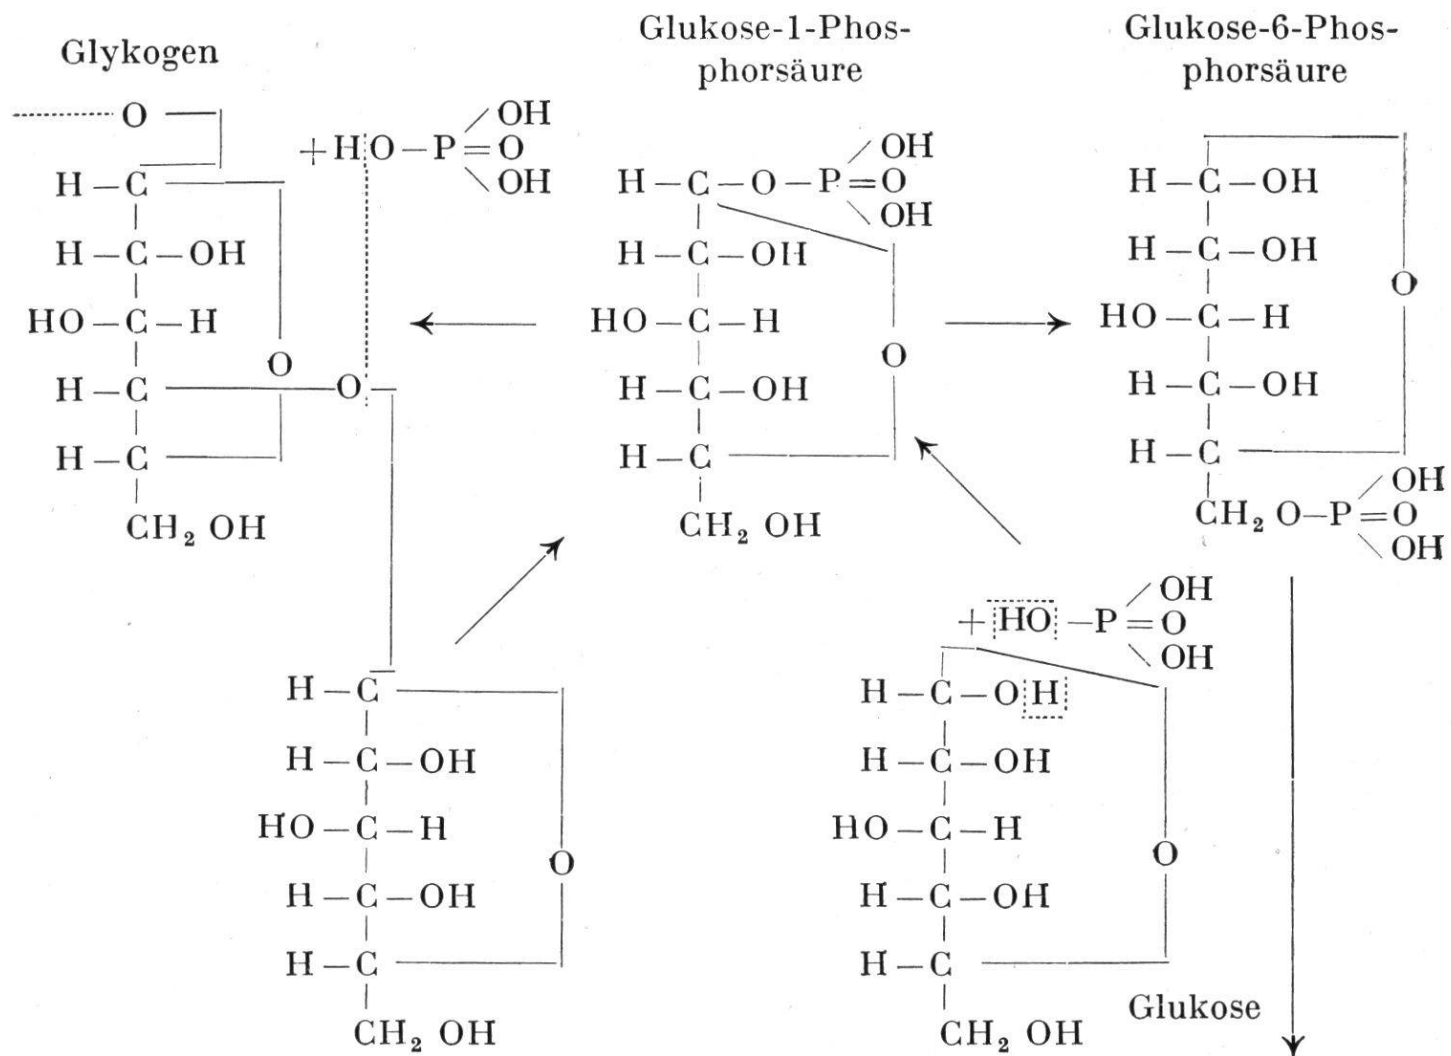 Glykogen
Glukose-1-Phos-
phorsäure
Glukose-6-Phos-
phorsäure
O
+ HO–P=O
OH
OH
H–C
H–C–OH
HO–C–H
O
H–C
O
H–C
CH₂ OH
H–C–O–P=O
OH
OH
H–C–OH
HO–C–H
O
H–C–OH
H–C
CH₂ OH
H–C–OH
H–C–OH
O
HO–C–H
H–C–OH
H–C
CH₂ O–P=O
OH
OH
H–C
H–C–OH
HO–C–H
O
H–C–OH
H–C
CH₂ OH
+ HO–P=O
OH
OH
H–C–OH
H–C–OH
HO–C–H
O
H–C–OH
H–C
CH₂ OH
Glukose